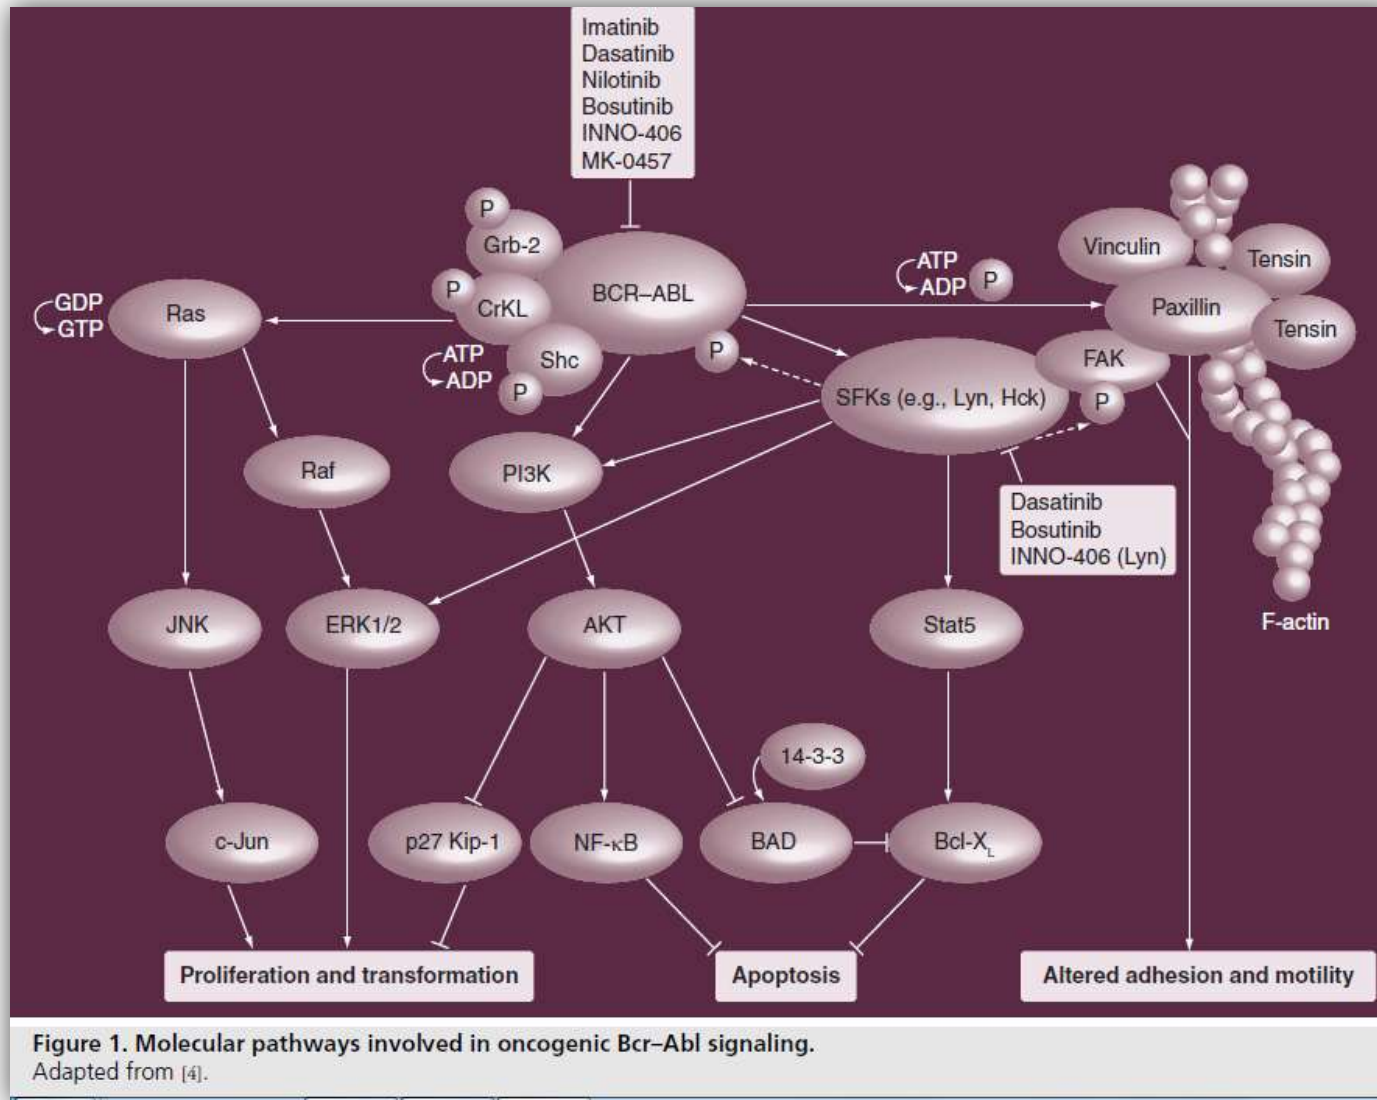 Imatinib
Dasatinib
Nilotinib
Bosutinib
INNO-406
MK-0457
P
Grb-2
P
CrKL
BCR–ABL
Shc
P
ATP
ADP
P
GDP
GTP
Ras
ATP
ADP
P
Vinculin
Tensin
Paxillin
Tensin
FAK
P
SFKs (e.g., Lyn, Hck)
Raf
PI3K
Dasatinib
Bosutinib
INNO-406 (Lyn)
F-actin
JNK
ERK1/2
AKT
Stat5
14-3-3
c-Jun
p27 Kip-1
NF-κB
BAD
Bcl-XL
Proliferation and transformation
Apoptosis
Altered adhesion and motility
Figure 1. Molecular pathways involved in oncogenic Bcr–Abl signaling.
Adapted from [4].